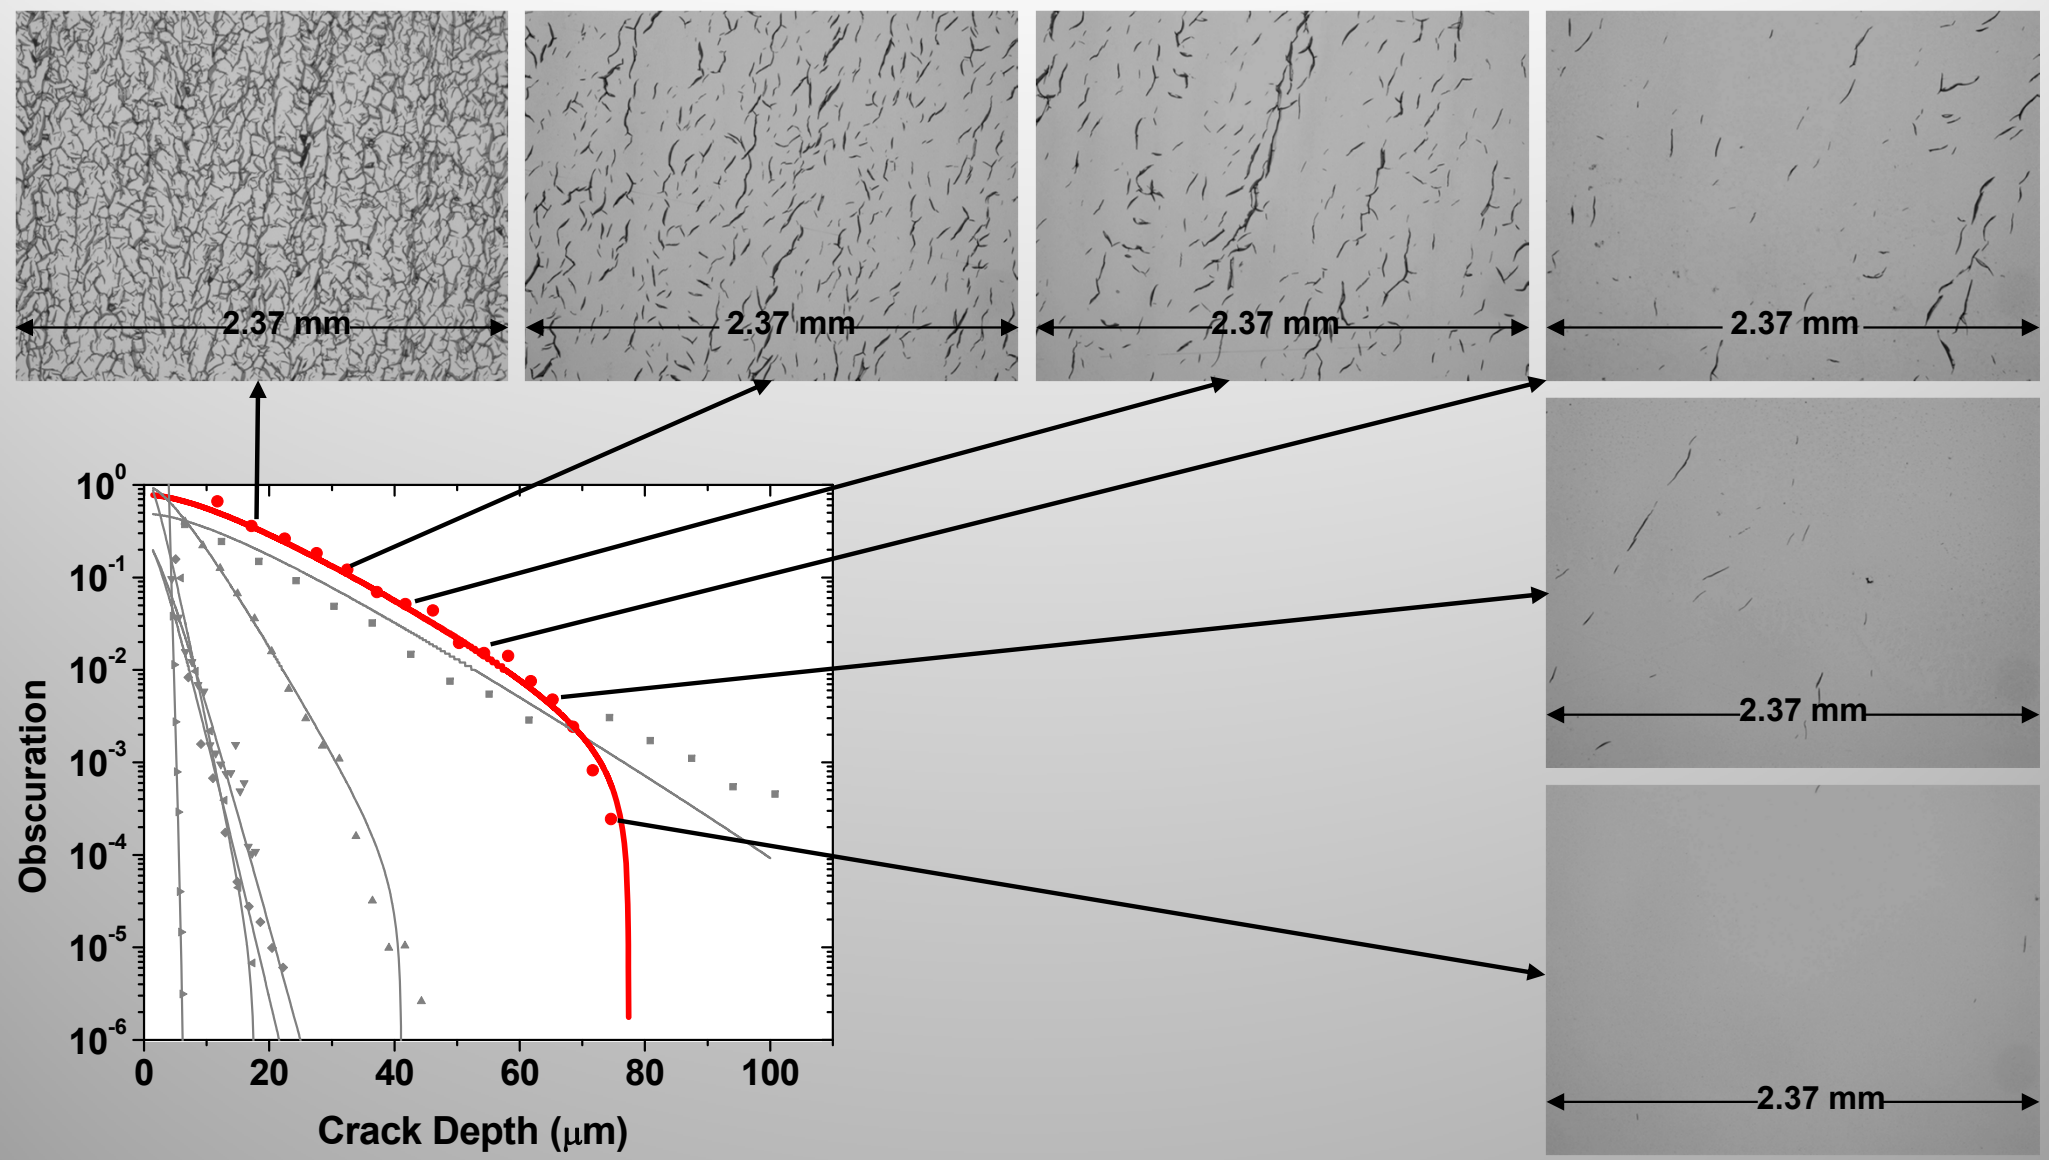 2.37 mm
2.37 mm
2.37 mm
2.37 mm
2.37 mm
2.37 mm
10⁰
10⁻¹
10⁻²
10⁻³
10⁻⁴
10⁻⁵
10⁻⁶
Obscuration
0 20 40 60 80 100
Crack Depth (μm)